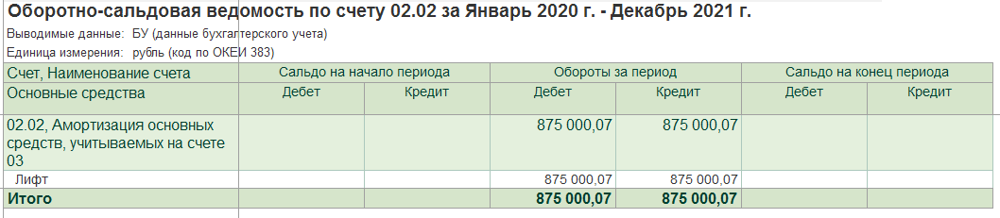 Оборотно-сальдовая ведомость по счету 02.02 за Январь 2020 г. - Декабрь 2021 г.
Выводимые данные: БУ (данные бухгалтерского учета)
Единица измерения: рубль (код по ОКЕИ 383)
Счет, Наименование счета Сальдо на начало периода Обороты за период Сальдо на конец периода
Основные средства Дебет Кредит Дебет Кредит Дебет Кредит
02.02, Амортизация основных 875 000,07 875 000,07
средств, учитываемых на счете
03
Лифт 875 000,07 875 000,07
Итого 875 000,07 875 000,07